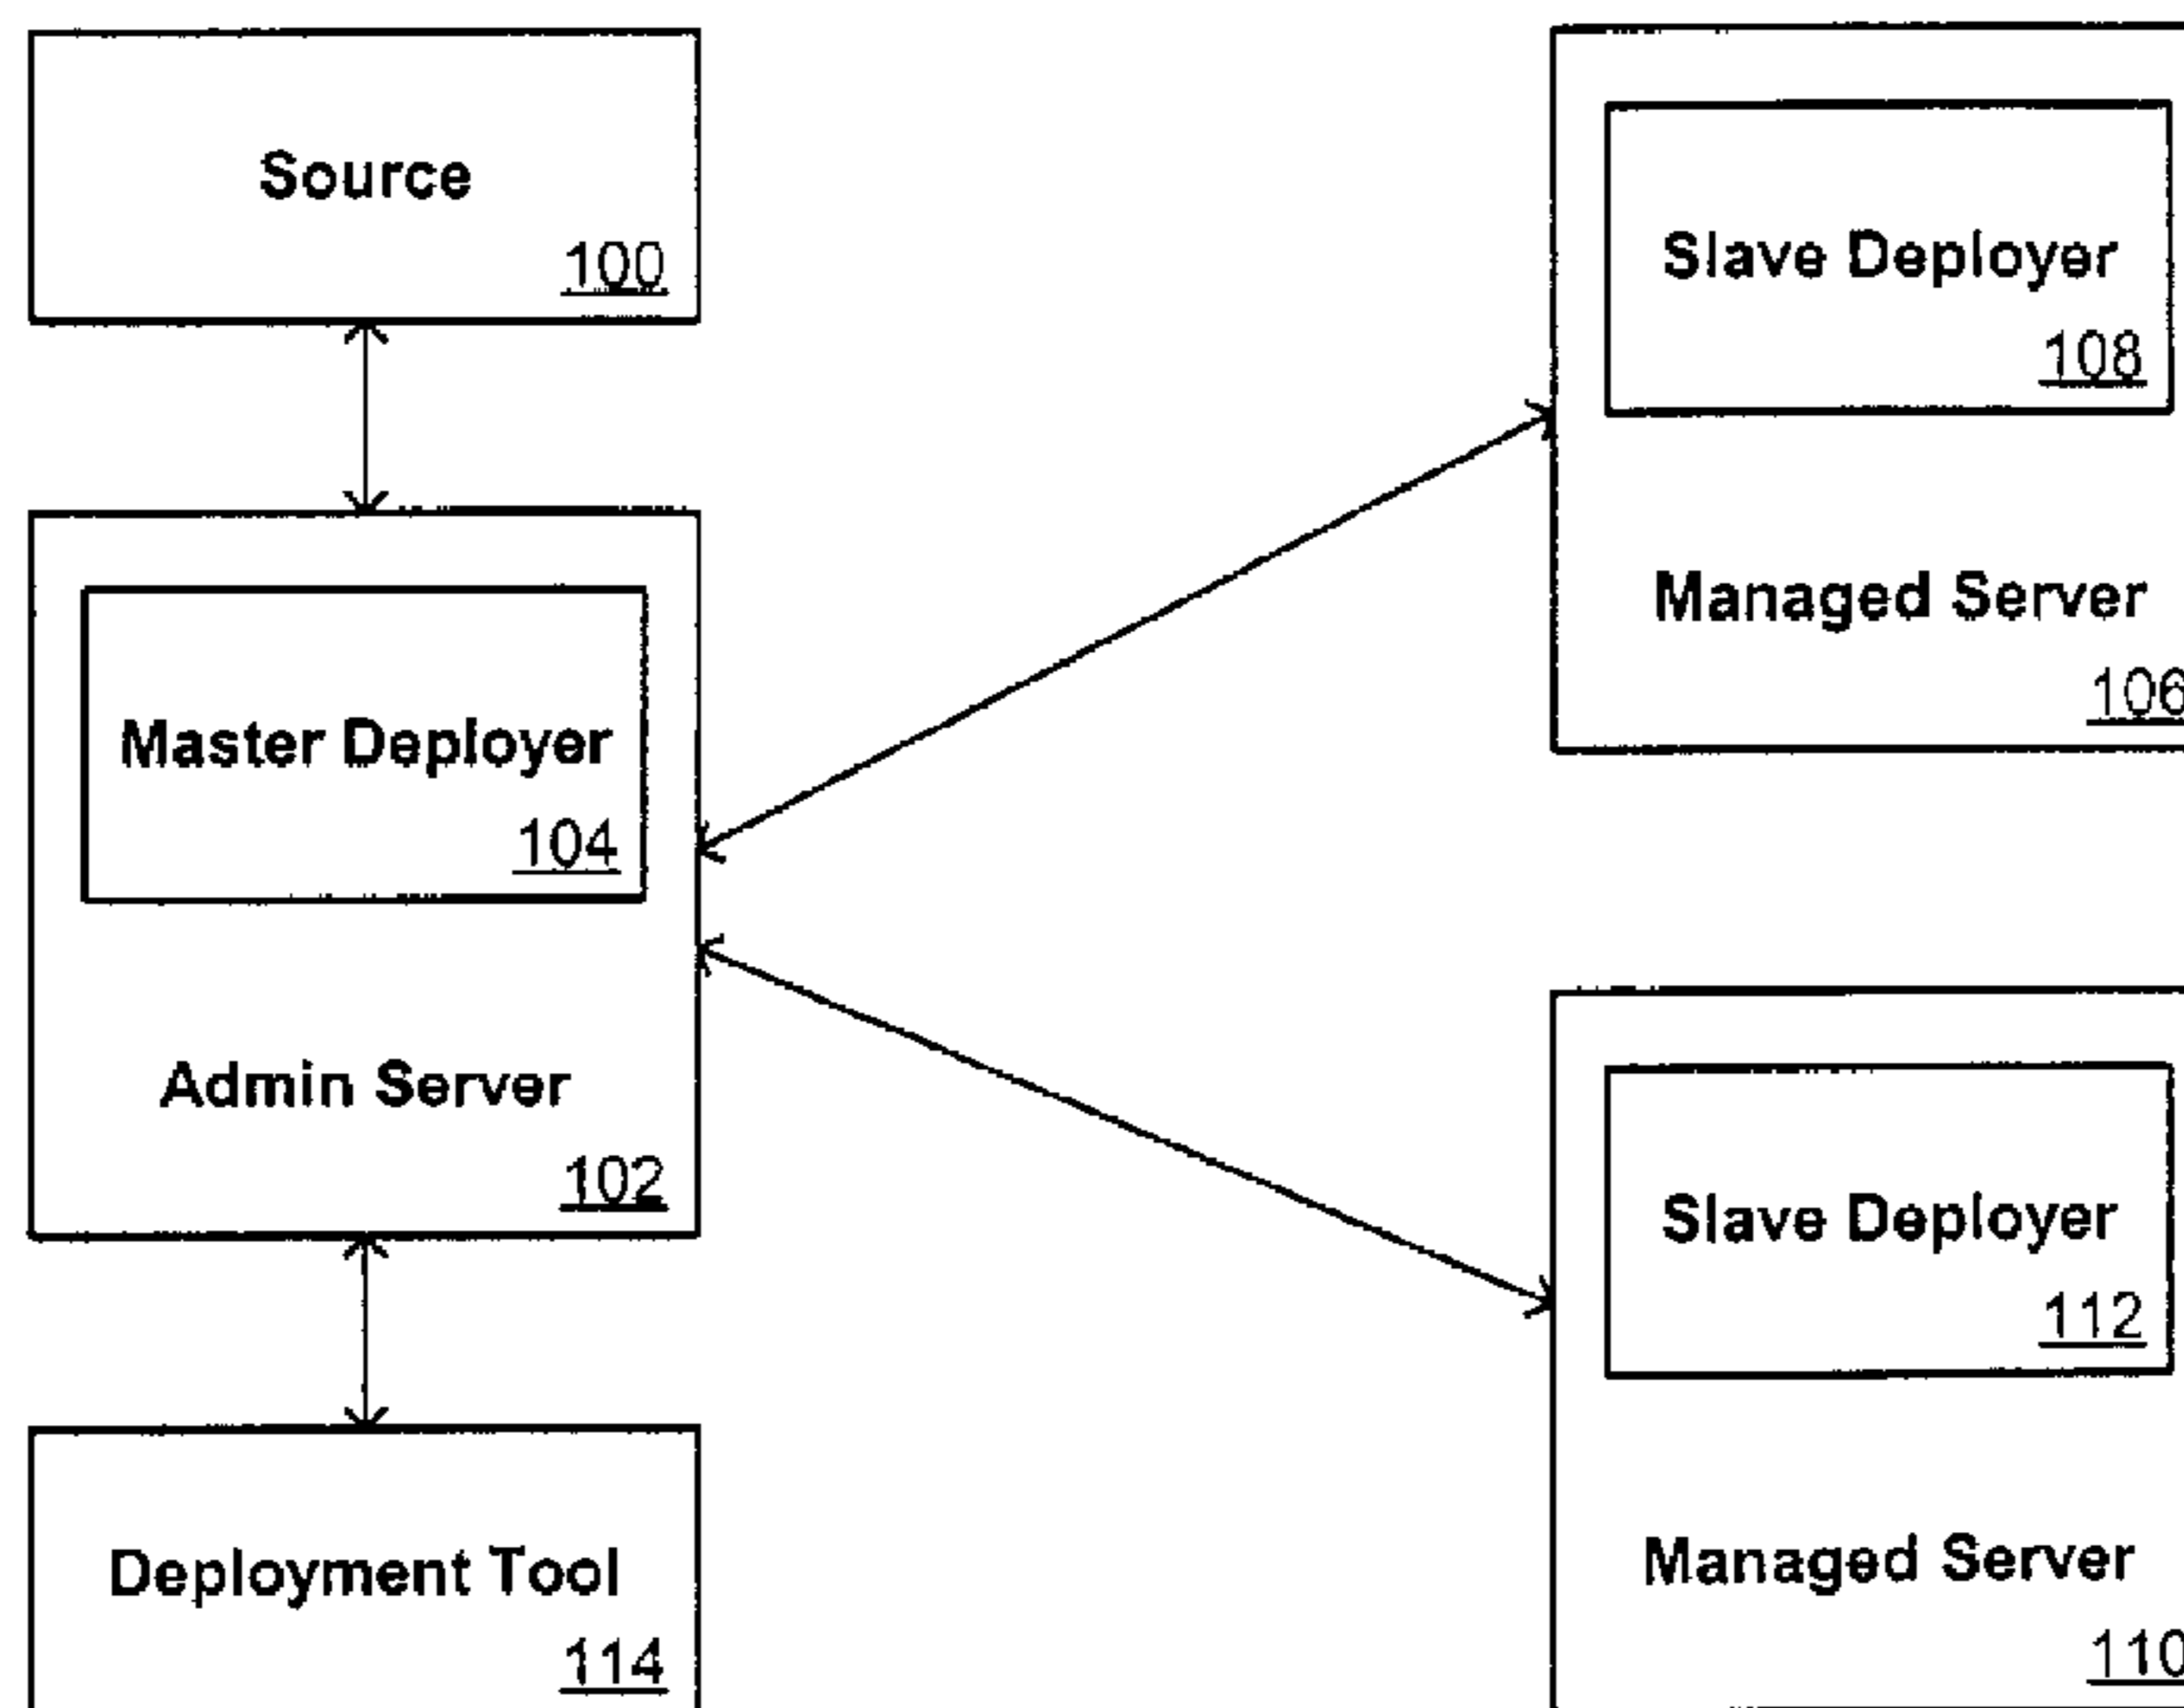 Source
100
Master Deployer
104
Admin Server
102
Deployment Tool
114
Slave Deployer
108
Managed Server
106
Slave Deployer
112
Managed Server
110